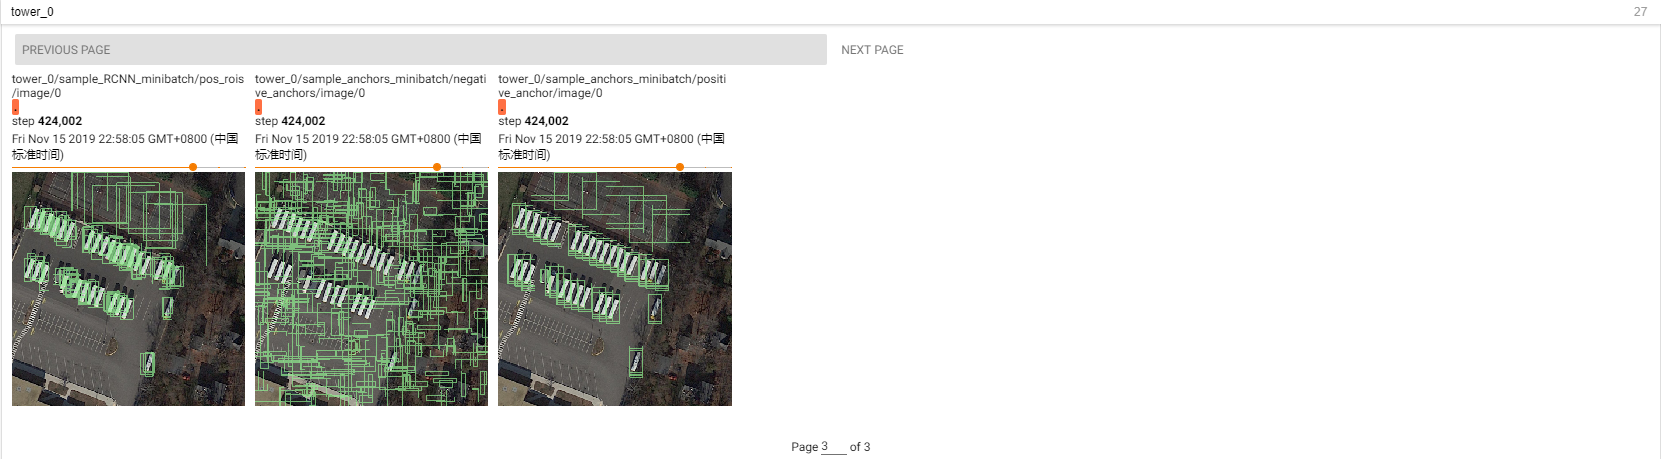 tower_0 27
PREVIOUS PAGE NEXT PAGE
tower_0/sample_RCNN_minibatch/pos_rois
/image/0
.
step 424,002
Fri Nov 15 2019 22:58:05 GMT+0800 (中国
标准时间)
tower_0/sample_anchors_minibatch/negati
ve_anchors/image/0
.
step 424,002
Fri Nov 15 2019 22:58:05 GMT+0800 (中国
标准时间)
tower_0/sample_anchors_minibatch/positi
ve_anchor/image/0
.
step 424,002
Fri Nov 15 2019 22:58:05 GMT+0800 (中国
标准时间)
Page 3 of 3